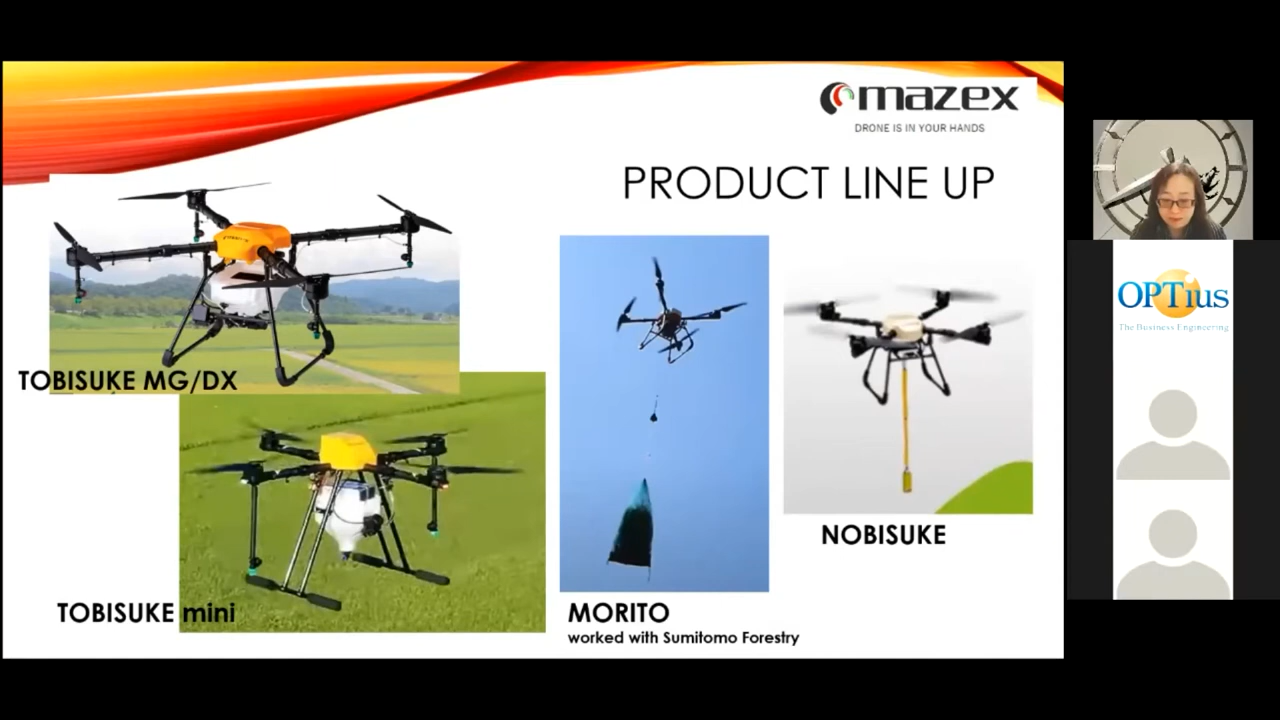 mazex
DRONE IS IN YOUR HANDS
PRODUCT LINE UP
TOBISUKE MG/DX
TOBISUKE mini
MORITO
worked with Sumitomo Forestry
NOBISUKE
OPTius
The Business Engineering